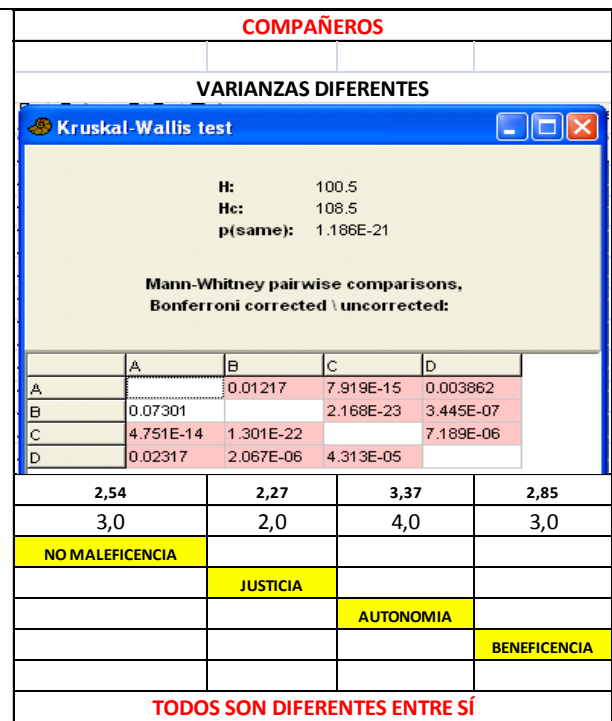 COMPAÑEROS
VARIANZAS DIFERENTES
Kruskal-Wallis test
H: 100.5
Hc: 108.5
p(same): 1.186E-21
Mann-Whitney pairwise comparisons,
Bonferroni corrected \ uncorrected:
A B C D
A 0.01217 7.919E-15 0.003862
B 0.07301 2.168E-23 3.445E-07
C 4.751E-14 1.301E-22 7.189E-06
D 0.02317 2.067E-06 4.313E-05
2,54 2,27 3,37 2,85
3,0 2,0 4,0 3,0
NO MALEFICENCIA
JUSTICIA
AUTONOMIA
BENEFICENCIA
TODOS SON DIFERENTES ENTRE SÍ